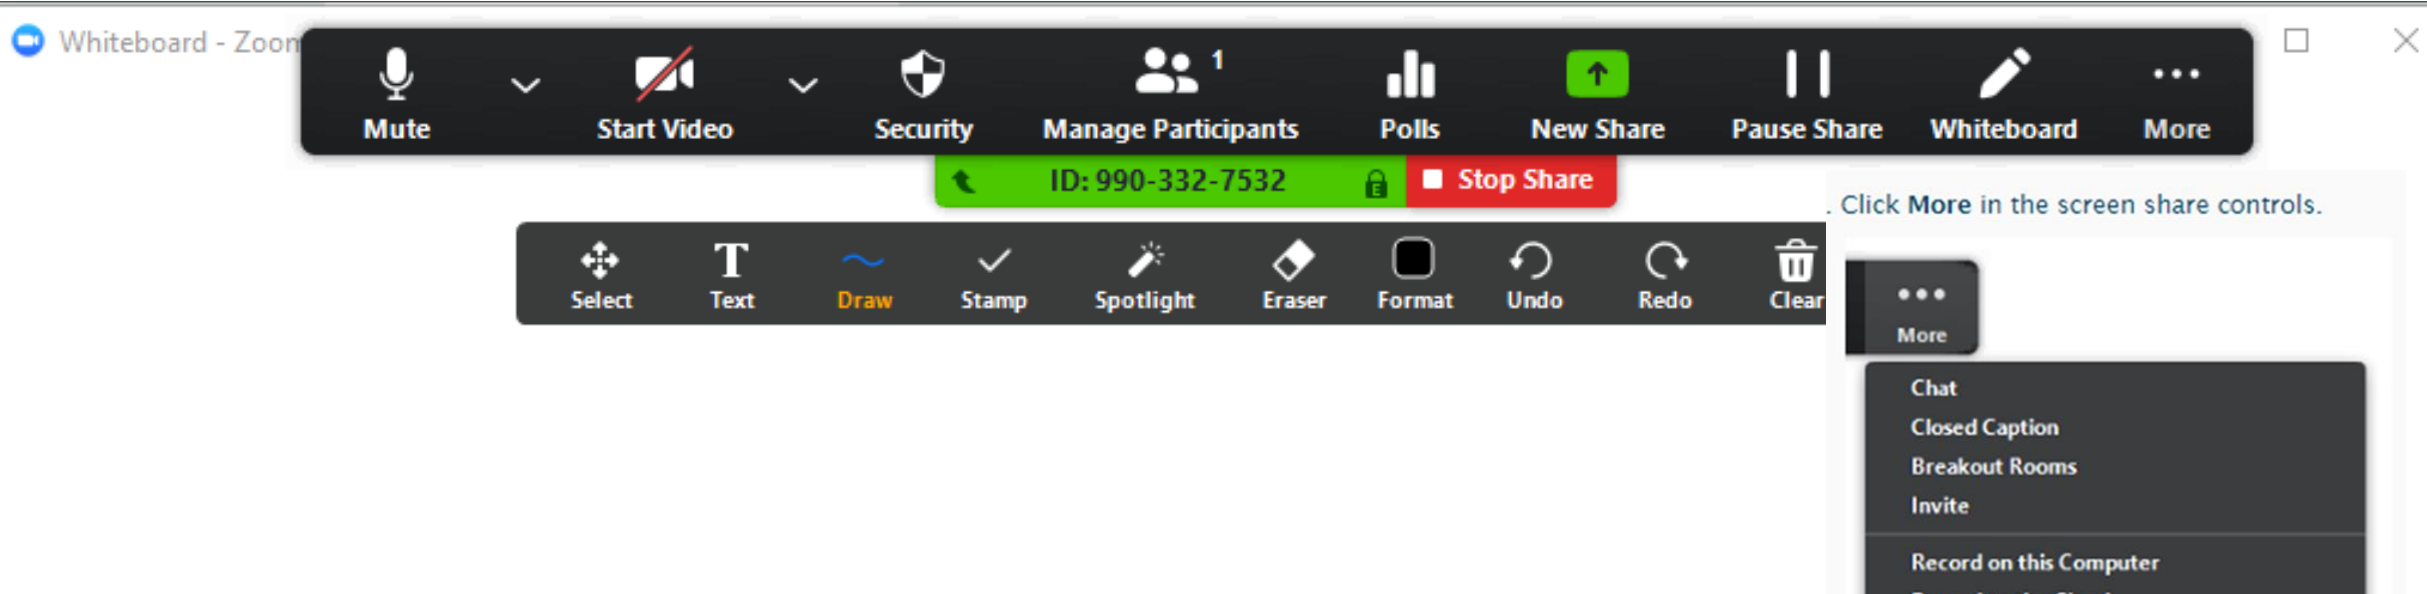 Whiteboard - Zoom
Mute
Start Video
Security
Manage Participants 1
Polls
New Share
Pause Share
Whiteboard
More
ID: 990-332-7532
Stop Share
. Click More in the screen share controls.
Select
Text
Draw
Stamp
Spotlight
Eraser
Format
Undo
Redo
Clear
More
Chat
Closed Caption
Breakout Rooms
Invite
Record on this Computer